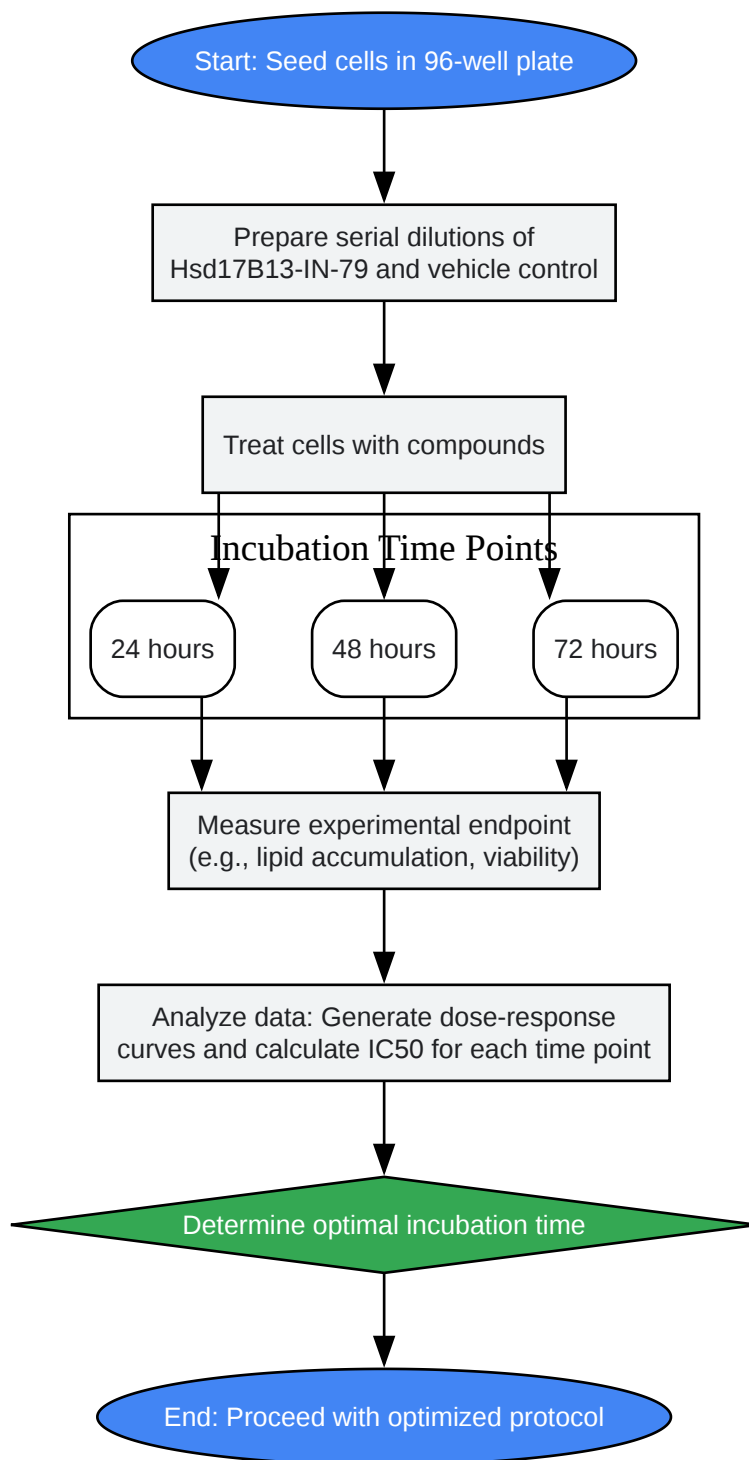 Start: Seed cells in 96-well plate
Prepare serial dilutions of
Hsd17B13-IN-79 and vehicle control
Treat cells with compounds
Incubation Time Points
24 hours
48 hours
72 hours
Measure experimental endpoint
(e.g., lipid accumulation, viability)
Analyze data: Generate dose-response
curves and calculate IC50 for each time point
Determine optimal incubation time
End: Proceed with optimized protocol